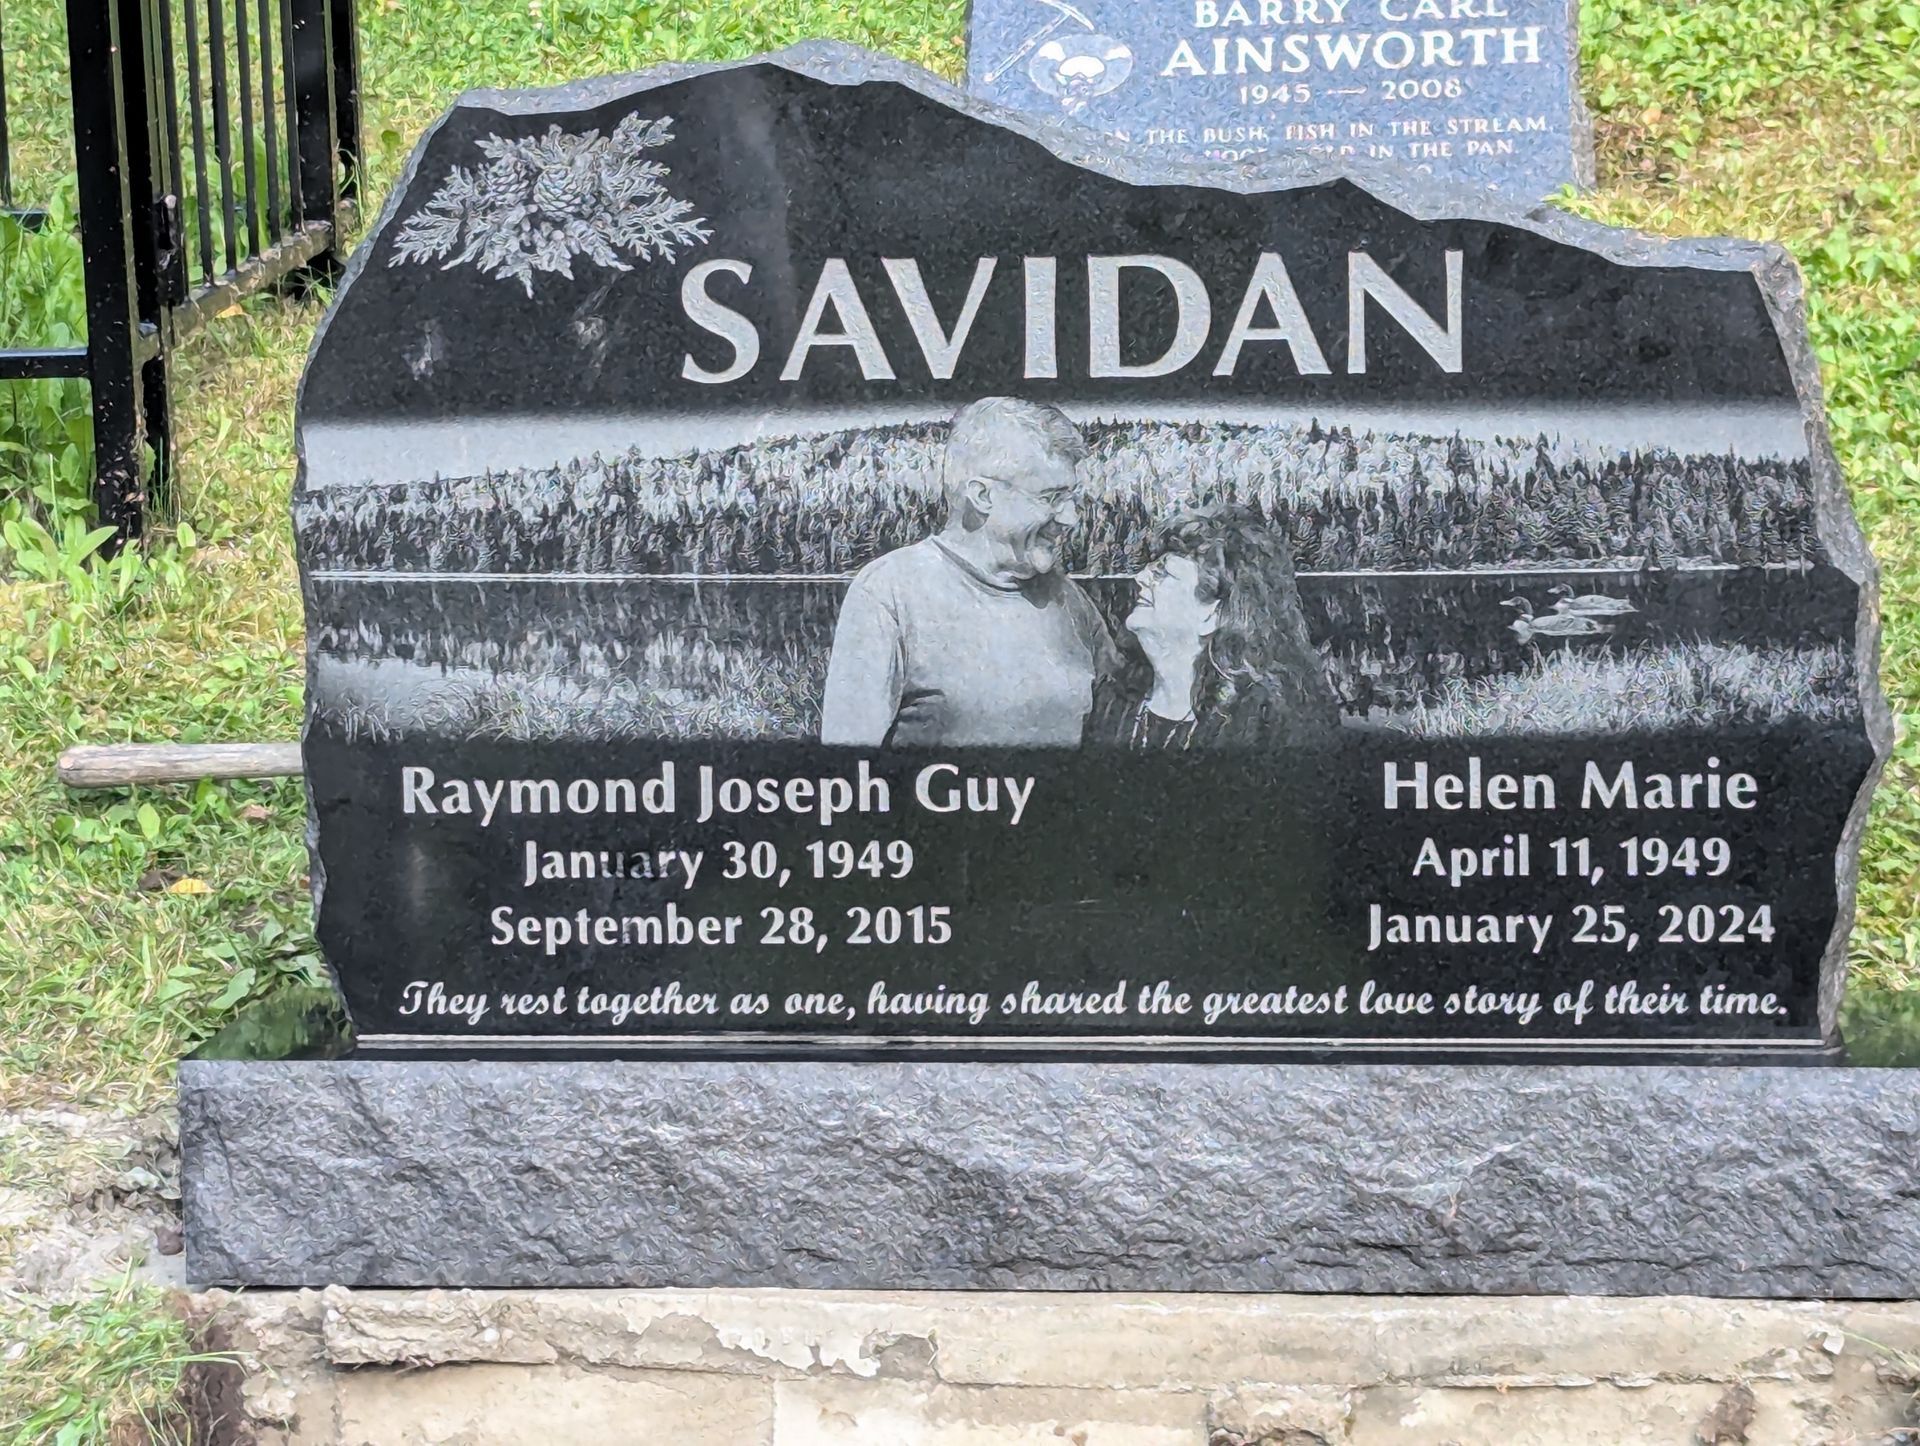 BARRY CARL
AINSWORTH
1945 — 2008
THE BUSH, FISH IN THE STREAM,
IN THE PAN.
SAVIDAN
Raymond Joseph Guy
January 30, 1949
September 28, 2015
Helen Marie
April 11, 1949
January 25, 2024
They rest together as one, having shared the greatest love story of their time.